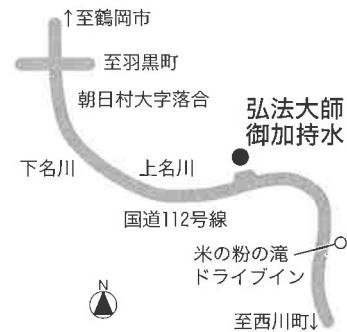 ↑至鶴岡市
至羽黒町
朝日村大字落合
弘法大師
御加持水
下名川
上名川
国道112号線
米の粉の滝
ドライブイン
N
至西川町↓